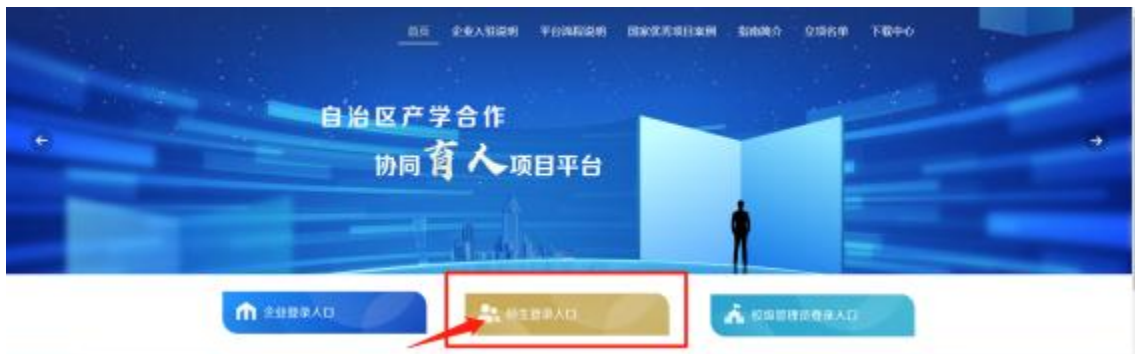 首页 企业入驻说明 平台流程说明 国家优秀项目案例 指南简介 立项名单 下载中心
自治区产学合作
协同育人项目平台
企业登录入口 师生登录入口 校级管理员登录入口